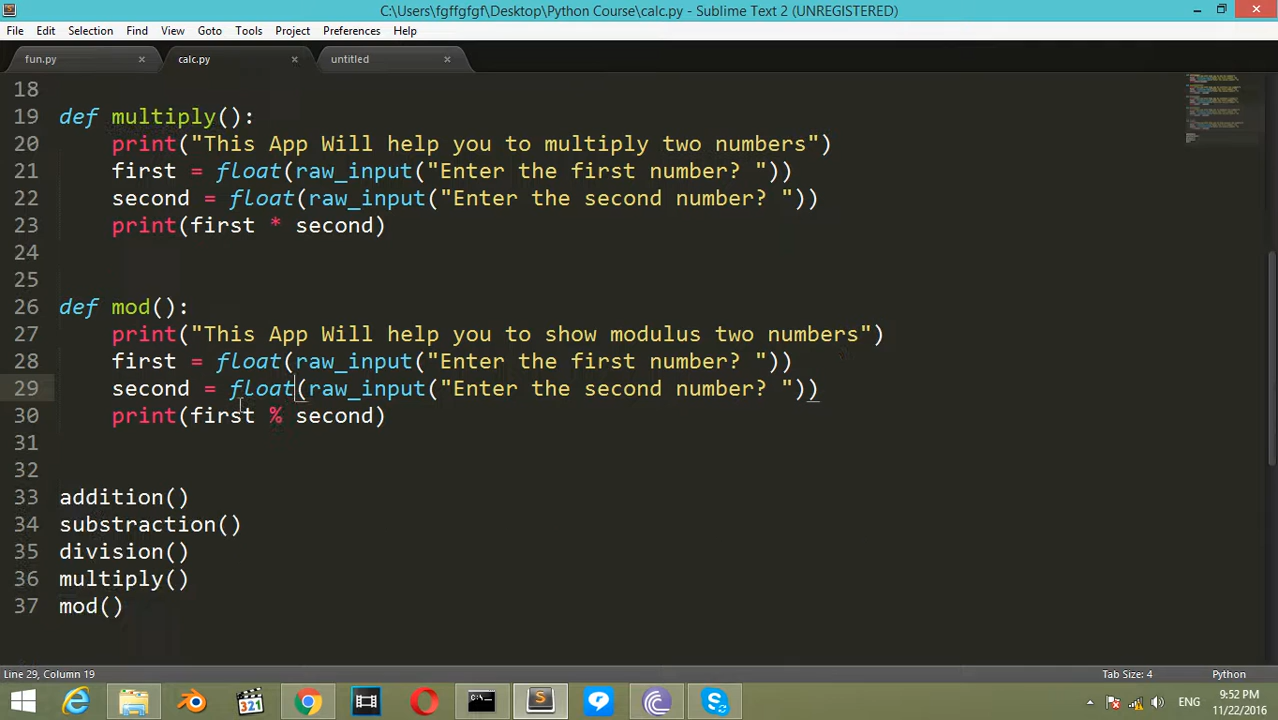 C:\Users\fgffgfgf\Desktop\Python Course\calc.py - Sublime Text 2 (UNREGISTERED)
File Edit Selection Find View Goto Tools Project Preferences Help
fun.py calc.py untitled
18
19 def multiply():
20 print("This App Will help you to multiply two numbers")
21 first = float(raw_input("Enter the first number? "))
22 second = float(raw_input("Enter the second number? "))
23 print(first * second)
24
25
26 def mod():
27 print("This App Will help you to show modulus two numbers")
28 first = float(raw_input("Enter the first number? "))
29 second = float(raw_input("Enter the second number? "))
30 print(first % second)
31
32
33 addition()
34 substraction()
35 division()
36 multiply()
37 mod()
Line 29, Column 19 Tab Size: 4 Python
321 ENG 9:52 PM
11/22/2016